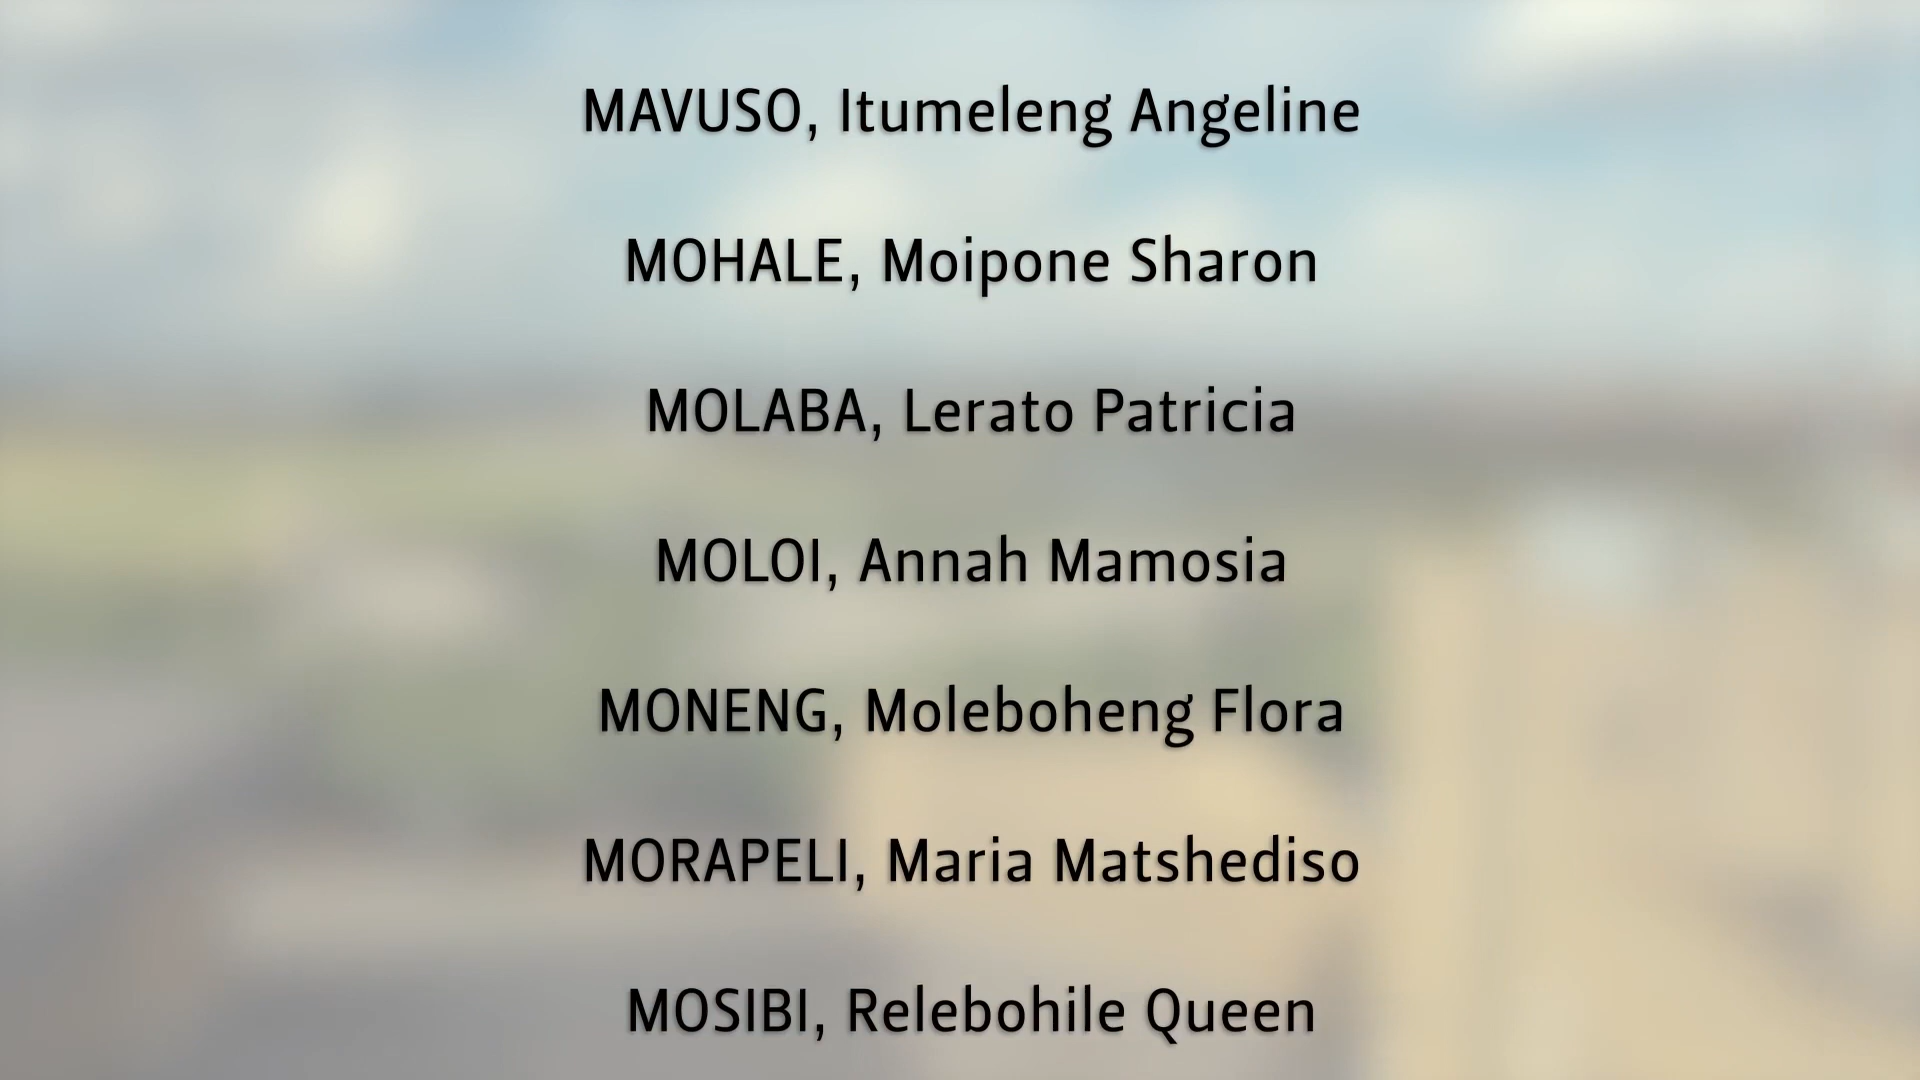 MAVUSO, Itumeleng Angeline
MOHALE, Moipone Sharon
MOLABA, Lerato Patricia
MOLOI, Annah Mamosia
MONENG, Moleboheng Flora
MORAPELI, Maria Matshediso
MOSIBI, Relebohile Queen